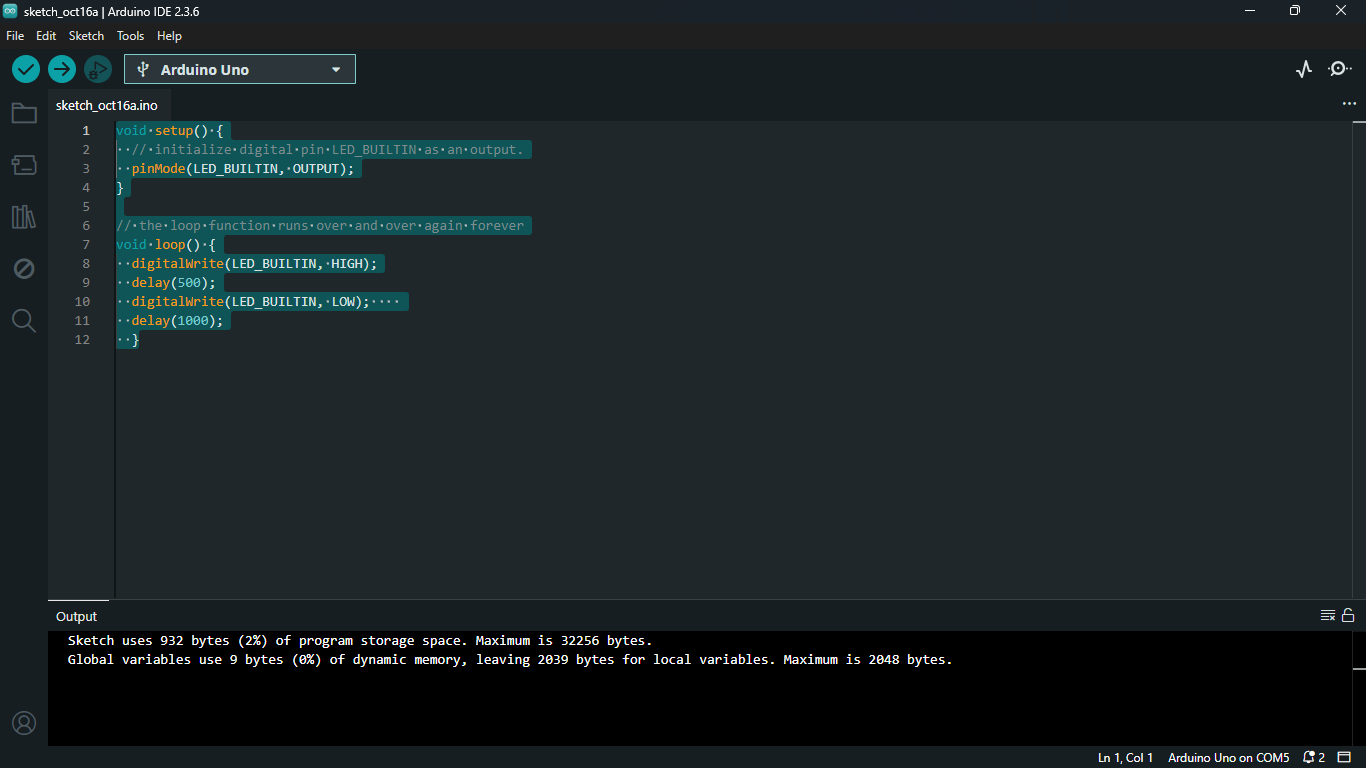 sketch_oct16a | Arduino IDE 2.3.6
File Edit Sketch Tools Help
Arduino Uno
sketch_oct16a.ino
1 void setup() {
2   // initialize digital pin LED_BUILTIN as an output.
3   pinMode(LED_BUILTIN, OUTPUT);
4 }
5
6 // the loop function runs over and over again forever
7 void loop() {
8   digitalWrite(LED_BUILTIN, HIGH);
9   delay(500);
10   digitalWrite(LED_BUILTIN, LOW);
11   delay(1000);
12   }
Output
Sketch uses 932 bytes (2%) of program storage space. Maximum is 32256 bytes.
Global variables use 9 bytes (0%) of dynamic memory, leaving 2039 bytes for local variables. Maximum is 2048 bytes.
Ln 1, Col 1 Arduino Uno on COM5 2